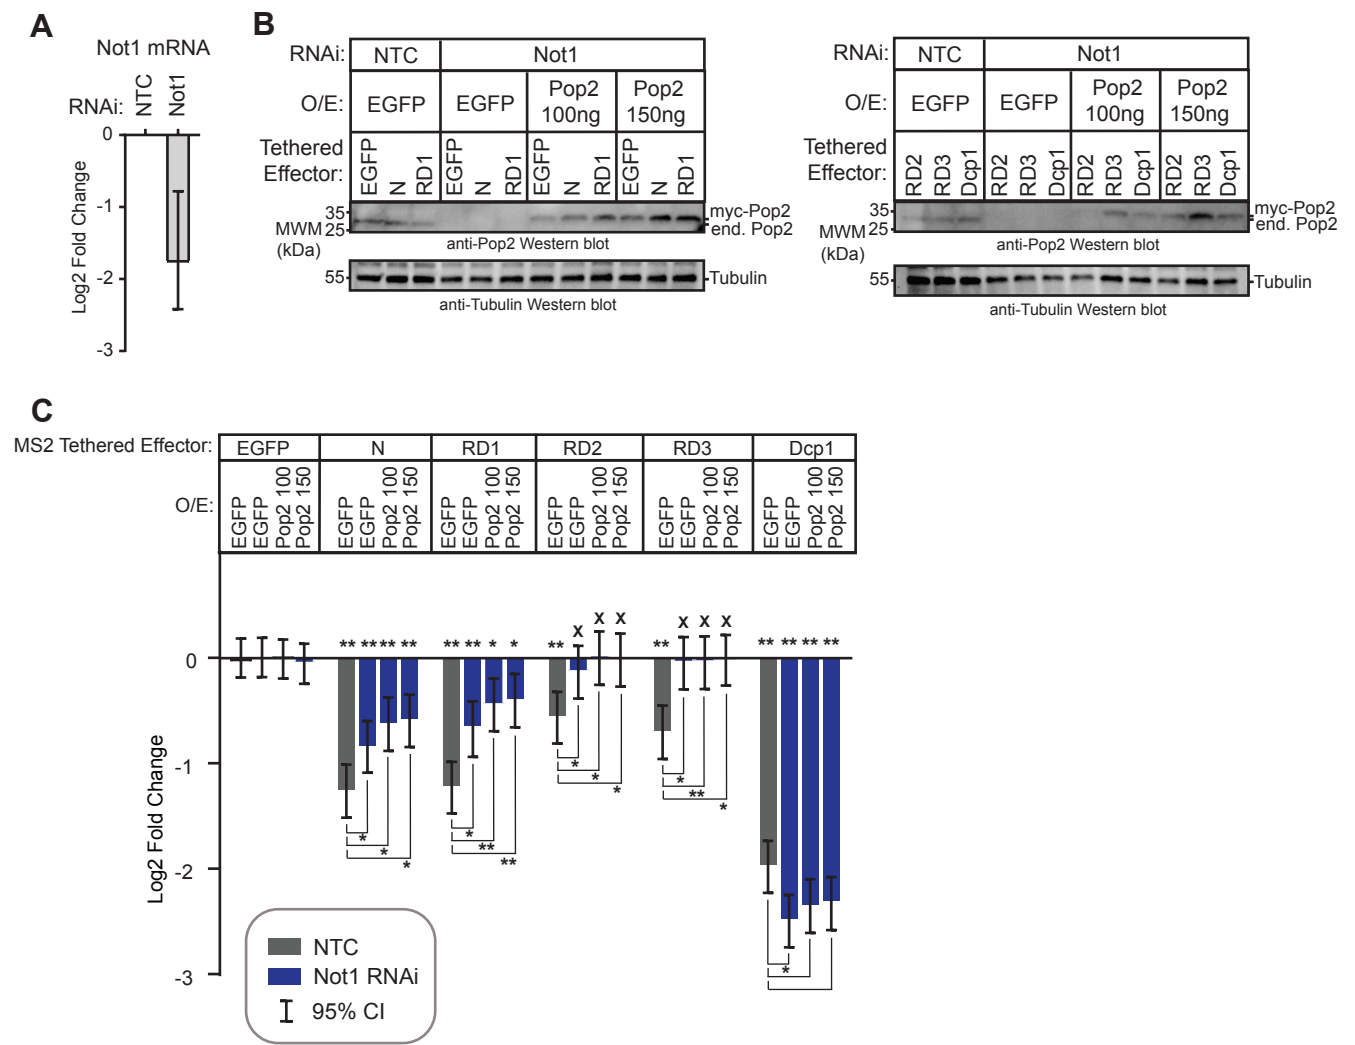 A
Not1 mRNA
RNAi: NTC Not1
0
-1
-2
-3
Log2 Fold Change
B
RNAi: NTC Not1
O/E: EGFP EGFP Pop2 100ng Pop2 150ng
Tethered Effector: EGFP N RD1 EGFP N RD1 EGFP N RD1 EGFP N RD1
35
MWM 25
(kDa)
myc-Pop2
end. Pop2
anti-Pop2 Western blot
55 Tubulin
anti-Tubulin Western blot
RNAi: NTC Not1
O/E: EGFP EGFP Pop2 100ng Pop2 150ng
Tethered Effector: RD2 RD3 Dcp1 RD2 RD3 Dcp1 RD2 RD3 Dcp1 RD2 RD3 Dcp1
35
MWM 25
(kDa)
myc-Pop2
end. Pop2
anti-Pop2 Western blot
55 Tubulin
anti-Tubulin Western blot
C
MS2 Tethered Effector: EGFP N RD1 RD2 RD3 Dcp1
O/E: EGFP EGFP Pop2 100 Pop2 150 EGFP EGFP Pop2 100 Pop2 150 EGFP EGFP Pop2 100 Pop2 150 EGFP EGFP Pop2 100 Pop2 150 EGFP EGFP Pop2 100 Pop2 150 EGFP EGFP Pop2 100 Pop2 150
** ** ** ** ** ** * * ** x x x ** x x x ** ** ** **
0
-1
-2
-3
Log2 Fold Change
* * *
* ** **
* * *
* ** *
*
NTC
Not1 RNAi
95% CI